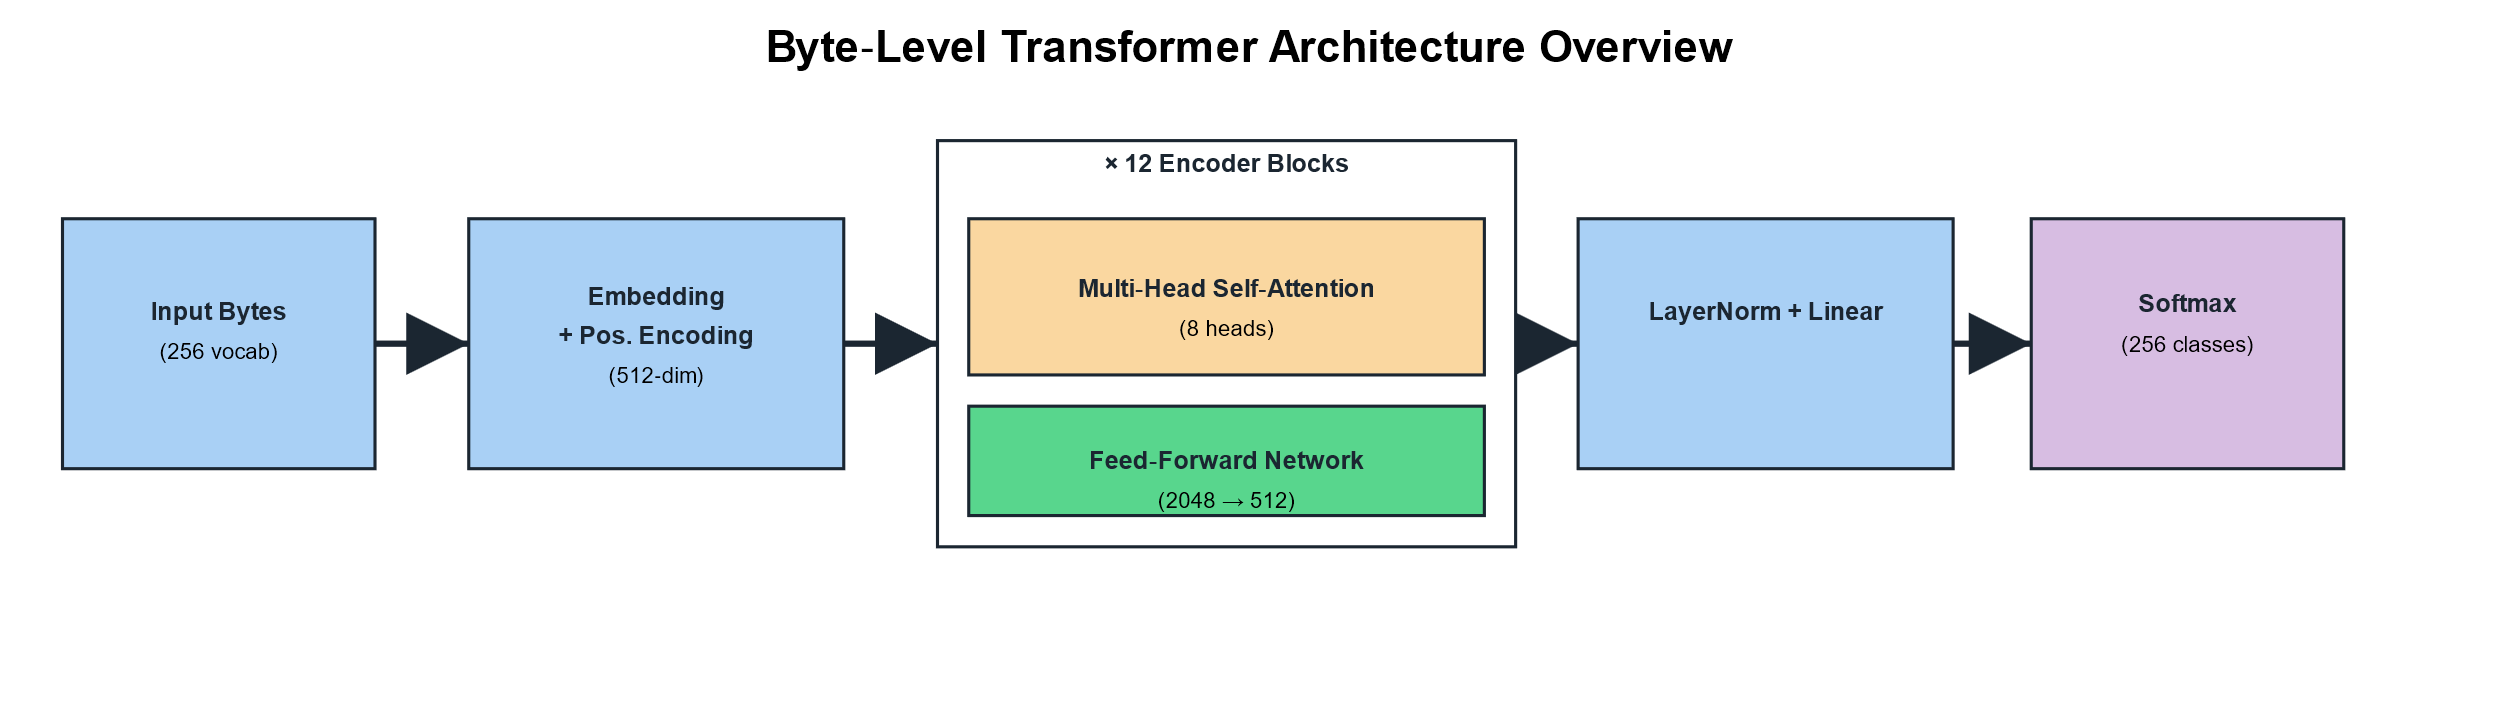 Byte-Level Transformer Architecture Overview
Input Bytes
(256 vocab)
Embedding
+ Pos. Encoding
(512-dim)
× 12 Encoder Blocks
Multi-Head Self-Attention
(8 heads)
Feed-Forward Network
(2048 → 512)
LayerNorm + Linear
Softmax
(256 classes)